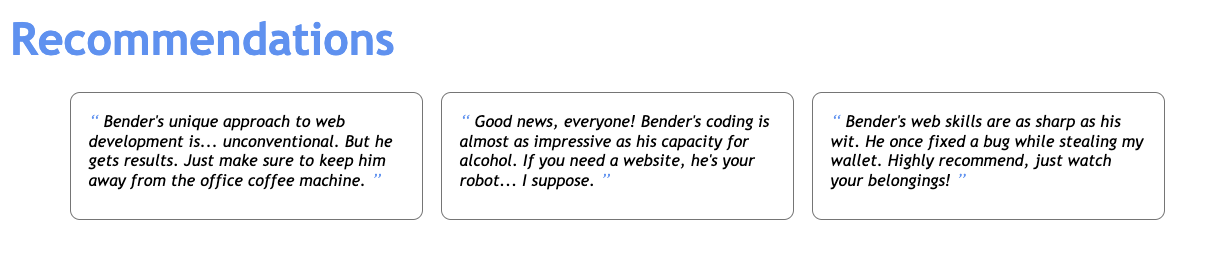 Recommendations
“ Bender's unique approach to web
development is... unconventional. But he
gets results. Just make sure to keep him
away from the office coffee machine. ”
“ Good news, everyone! Bender's coding is
almost as impressive as his capacity for
alcohol. If you need a website, he's your
robot... I suppose. ”
“ Bender's web skills are as sharp as his
wit. He once fixed a bug while stealing my
wallet. Highly recommend, just watch
your belongings! ”